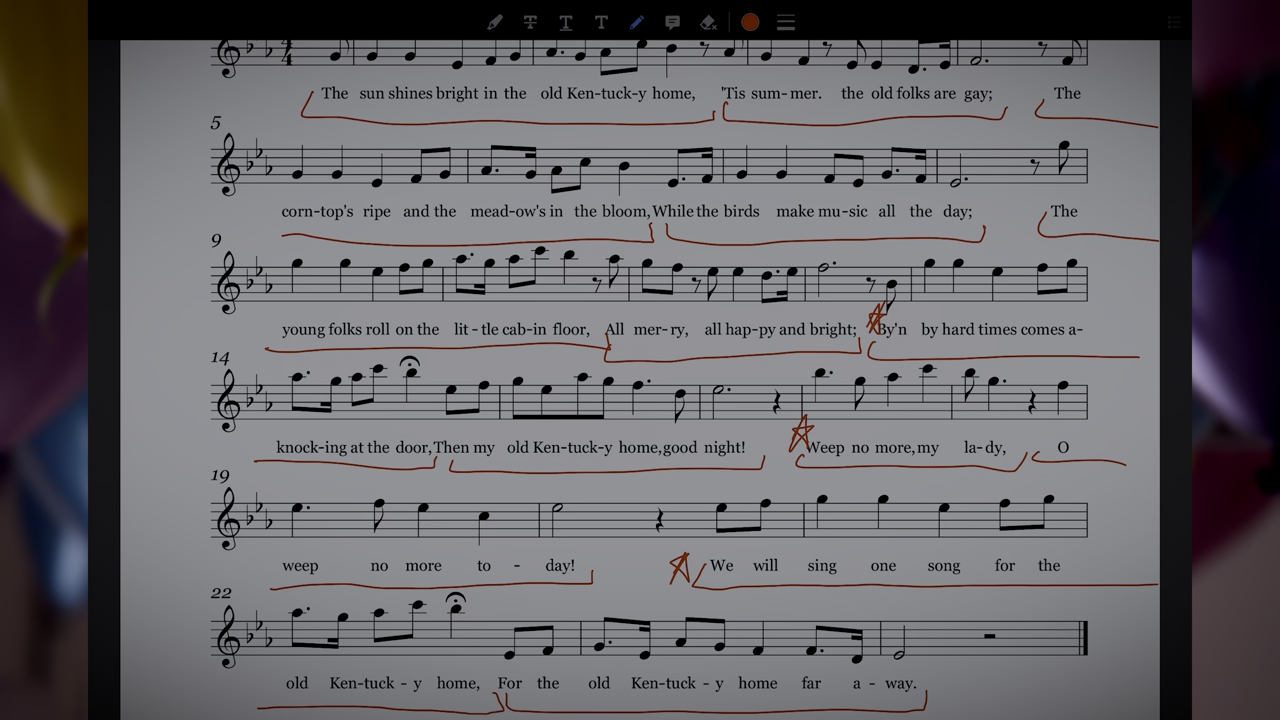 The sun shines bright in the old Ken-tuck-y home, 'Tis sum-mer. the old folks are gay; The
5
corn-top's ripe and the mead-ow's in the bloom, While the birds make mu-sic all the day; The
9
young folks roll on the lit-tle cab-in floor, All mer-ry, all hap-py and bright; By'n by hard times comes a-
14
knock-ing at the door, Then my old Ken-tuck-y home, good night! Weep no more, my la-dy, O
19
weep no more to - day! We will sing one song for the
22
old Ken-tuck - y home, For the old Ken-tuck - y home far a - way.